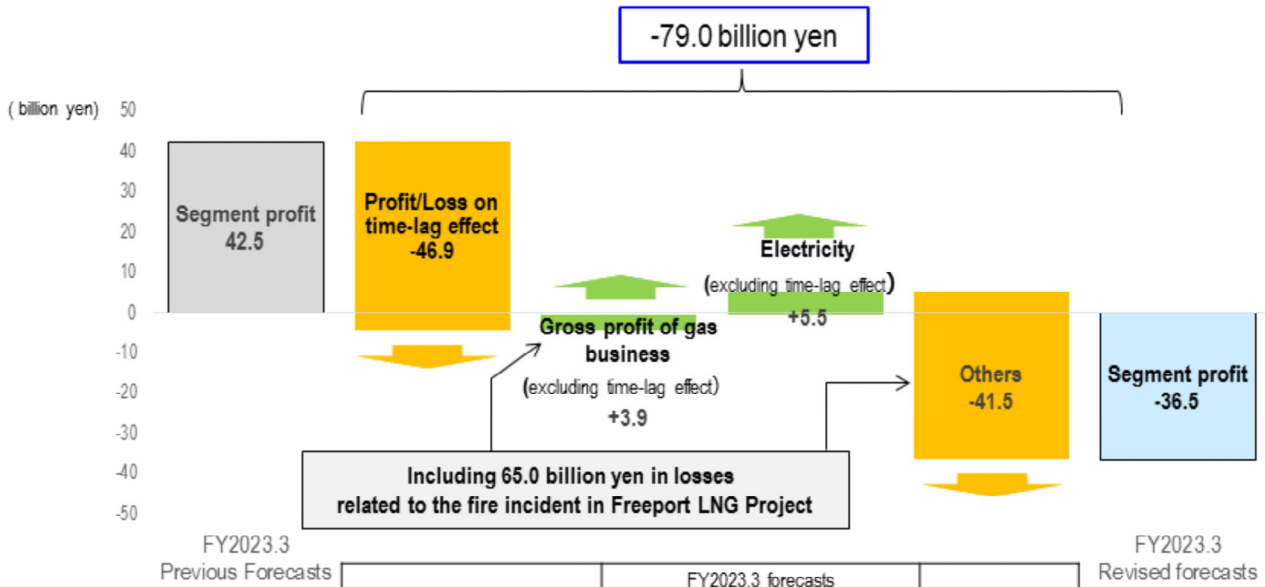 -79.0 billion yen
( billion yen)
50
40
30
20
10
0
-10
-20
-30
-40
-50
Segment profit
42.5
Profit/Loss on
time-lag effect
-46.9
Gross profit of gas
business
(excluding time-lag effect)
+3.9
Electricity
(excluding time-lag effect)
+5.5
Others
-41.5
Segment profit
-36.5
Including 65.0 billion yen in losses
related to the fire incident in Freeport LNG Project
FY2023.3
Previous Forecasts
FY2023.3 forecasts
FY2023.3
Revised forecasts